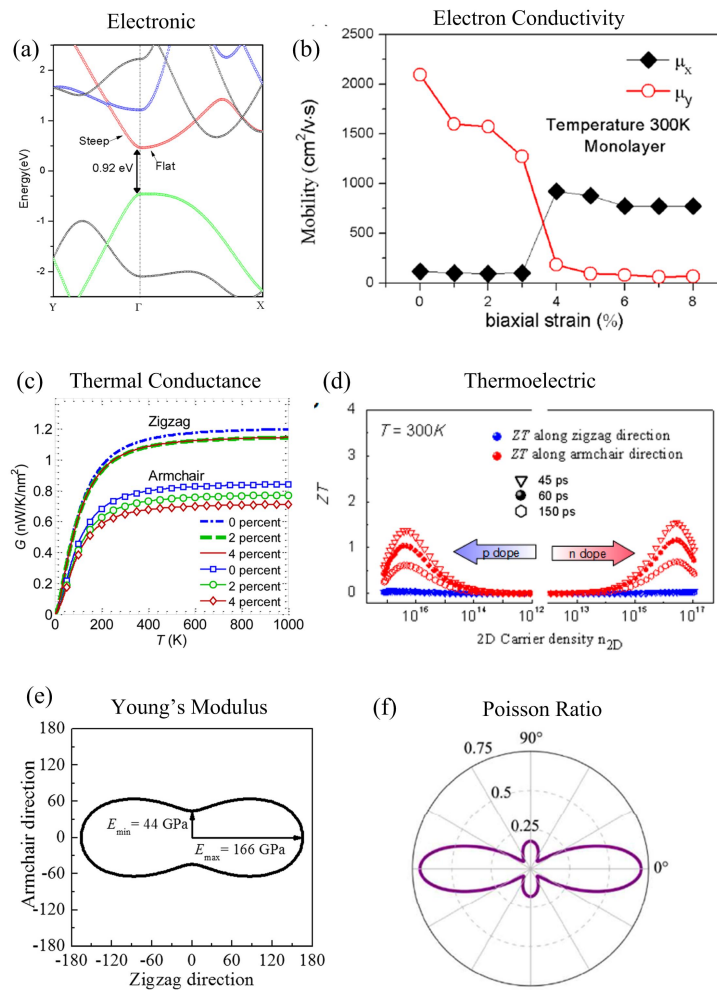 (a)
Electronic
2
1
0
-1
-2
Energy(eV)
Steep
Flat
0.92 eV
Y
Γ
X
(b)
Electron Conductivity
2500
2000
1500
1000
500
0
Mobility (cm²/v·s)
μx
μy
Temperature 300K
Monolayer
0
2
4
6
8
biaxial strain (%)
(c)
Thermal Conductance
1.2
1.0
0.8
0.6
0.4
0.2
0
G (nW/K/nm²)
Zigzag
Armchair
0 percent
2 percent
4 percent
0 percent
2 percent
4 percent
0
200
400
600
800
1000
T (K)
(d)
Thermoelectric
4
3
2
1
0
ZT
T = 300K
ZT along zigzag direction
ZT along armchair direction
45 ps
60 ps
150 ps
p dope
n dope
10¹⁶
10¹⁴
10¹²
10¹³
10¹⁵
10¹⁷
2D Carrier density n2D
(e)
Young's Modulus
180
120
60
0
-60
-120
-180
Armchair direction
Emin= 44 GPa
Emax= 166 GPa
-180
-120
-60
0
60
120
180
Zigzag direction
(f)
Poisson Ratio
90°
0.75
0.5
0.25
0°